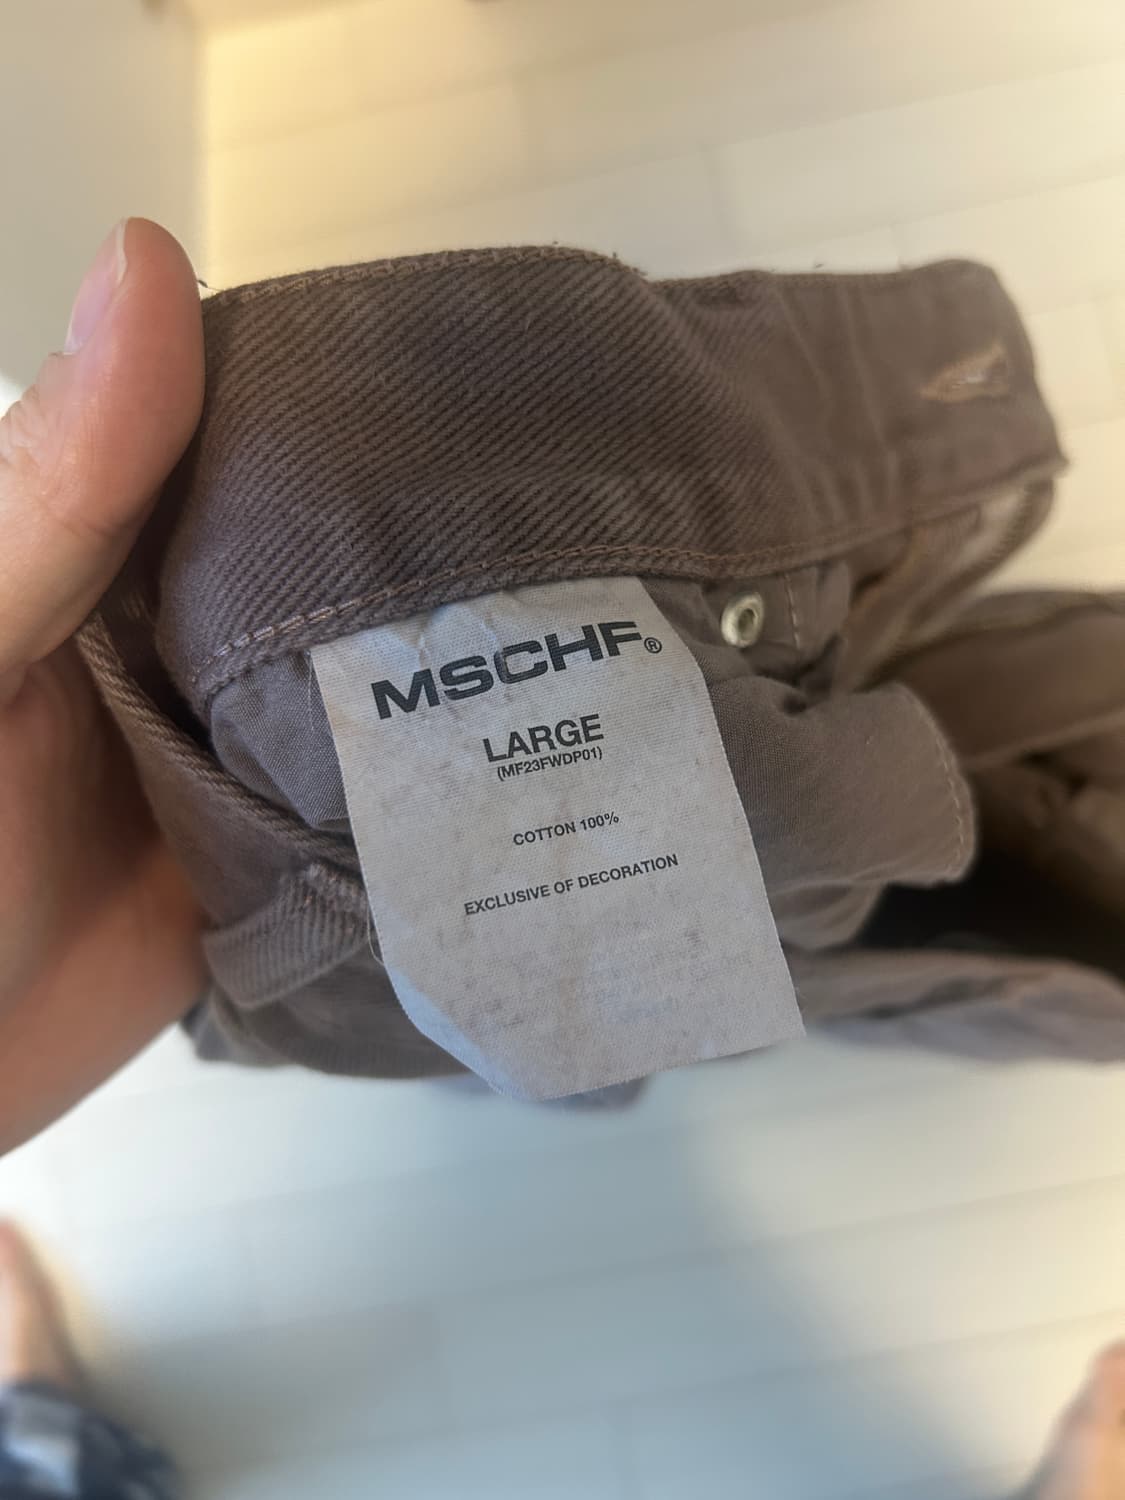 MSCHF®
LARGE
(MF23FWDP01)
COTTON 100%
EXCLUSIVE OF DECORATION